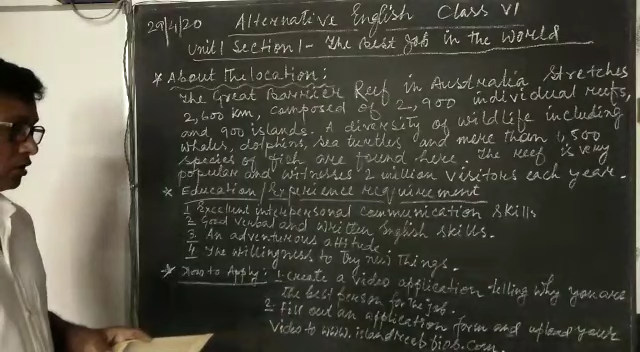 29/4/20 Alternative English Class VI
Unit 1 Section 1 - The Best Job in the World
* About the location:
The Great Barrier Reef in Australia stretches
2,600 km, composed of 2,900 individual reefs,
and 900 islands. A diversity of wildlife including
whales, dolphins, sea turtles and more than 1,500
species of fish are found here. The reef is very
popular and witnesses 2 million visitors each year.
* Education/Experience requirement
1. Excellent interpersonal communication skills
2. Good verbal and written English skills.
3. An adventurous attitude.
4. The willingness to try new things.
* How to Apply: 1. Create a video application telling why you are
the best person for the job.
2. Fill out an application form and upload your
video to www.islandreefjob.com.